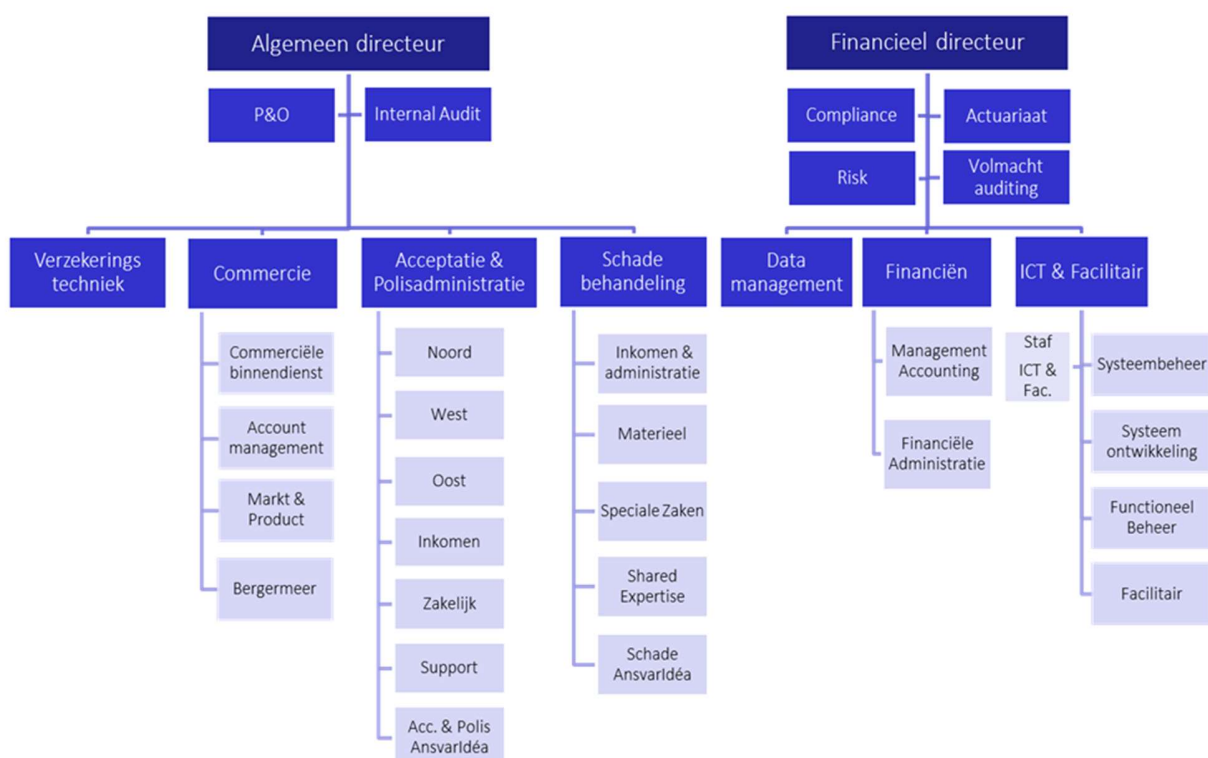 Algemeen directeur
P&O
Internal Audit
Verzekerings
techniek
Commercie
Commerciële
binnendienst
Account
management
Markt &
Product
Bergermeer
Acceptatie &
Polisadministratie
Noord
West
Oost
Inkomen
Zakelijk
Support
Acc. & Polis
AnsvarIdéa
Schade
behandeling
Inkomen &
administratie
Materieel
Speciale Zaken
Shared
Expertise
Schade
AnsvarIdéa
Financieel directeur
Compliance
Actuariaat
Risk
Volmacht
auditing
Data
management
Financiën
Management
Accounting
Financiële
Administratie
ICT & Facilitair
Staf
ICT &
Fac.
Systeembeheer
Systeem
ontwikkeling
Functioneel
Beheer
Facilitair